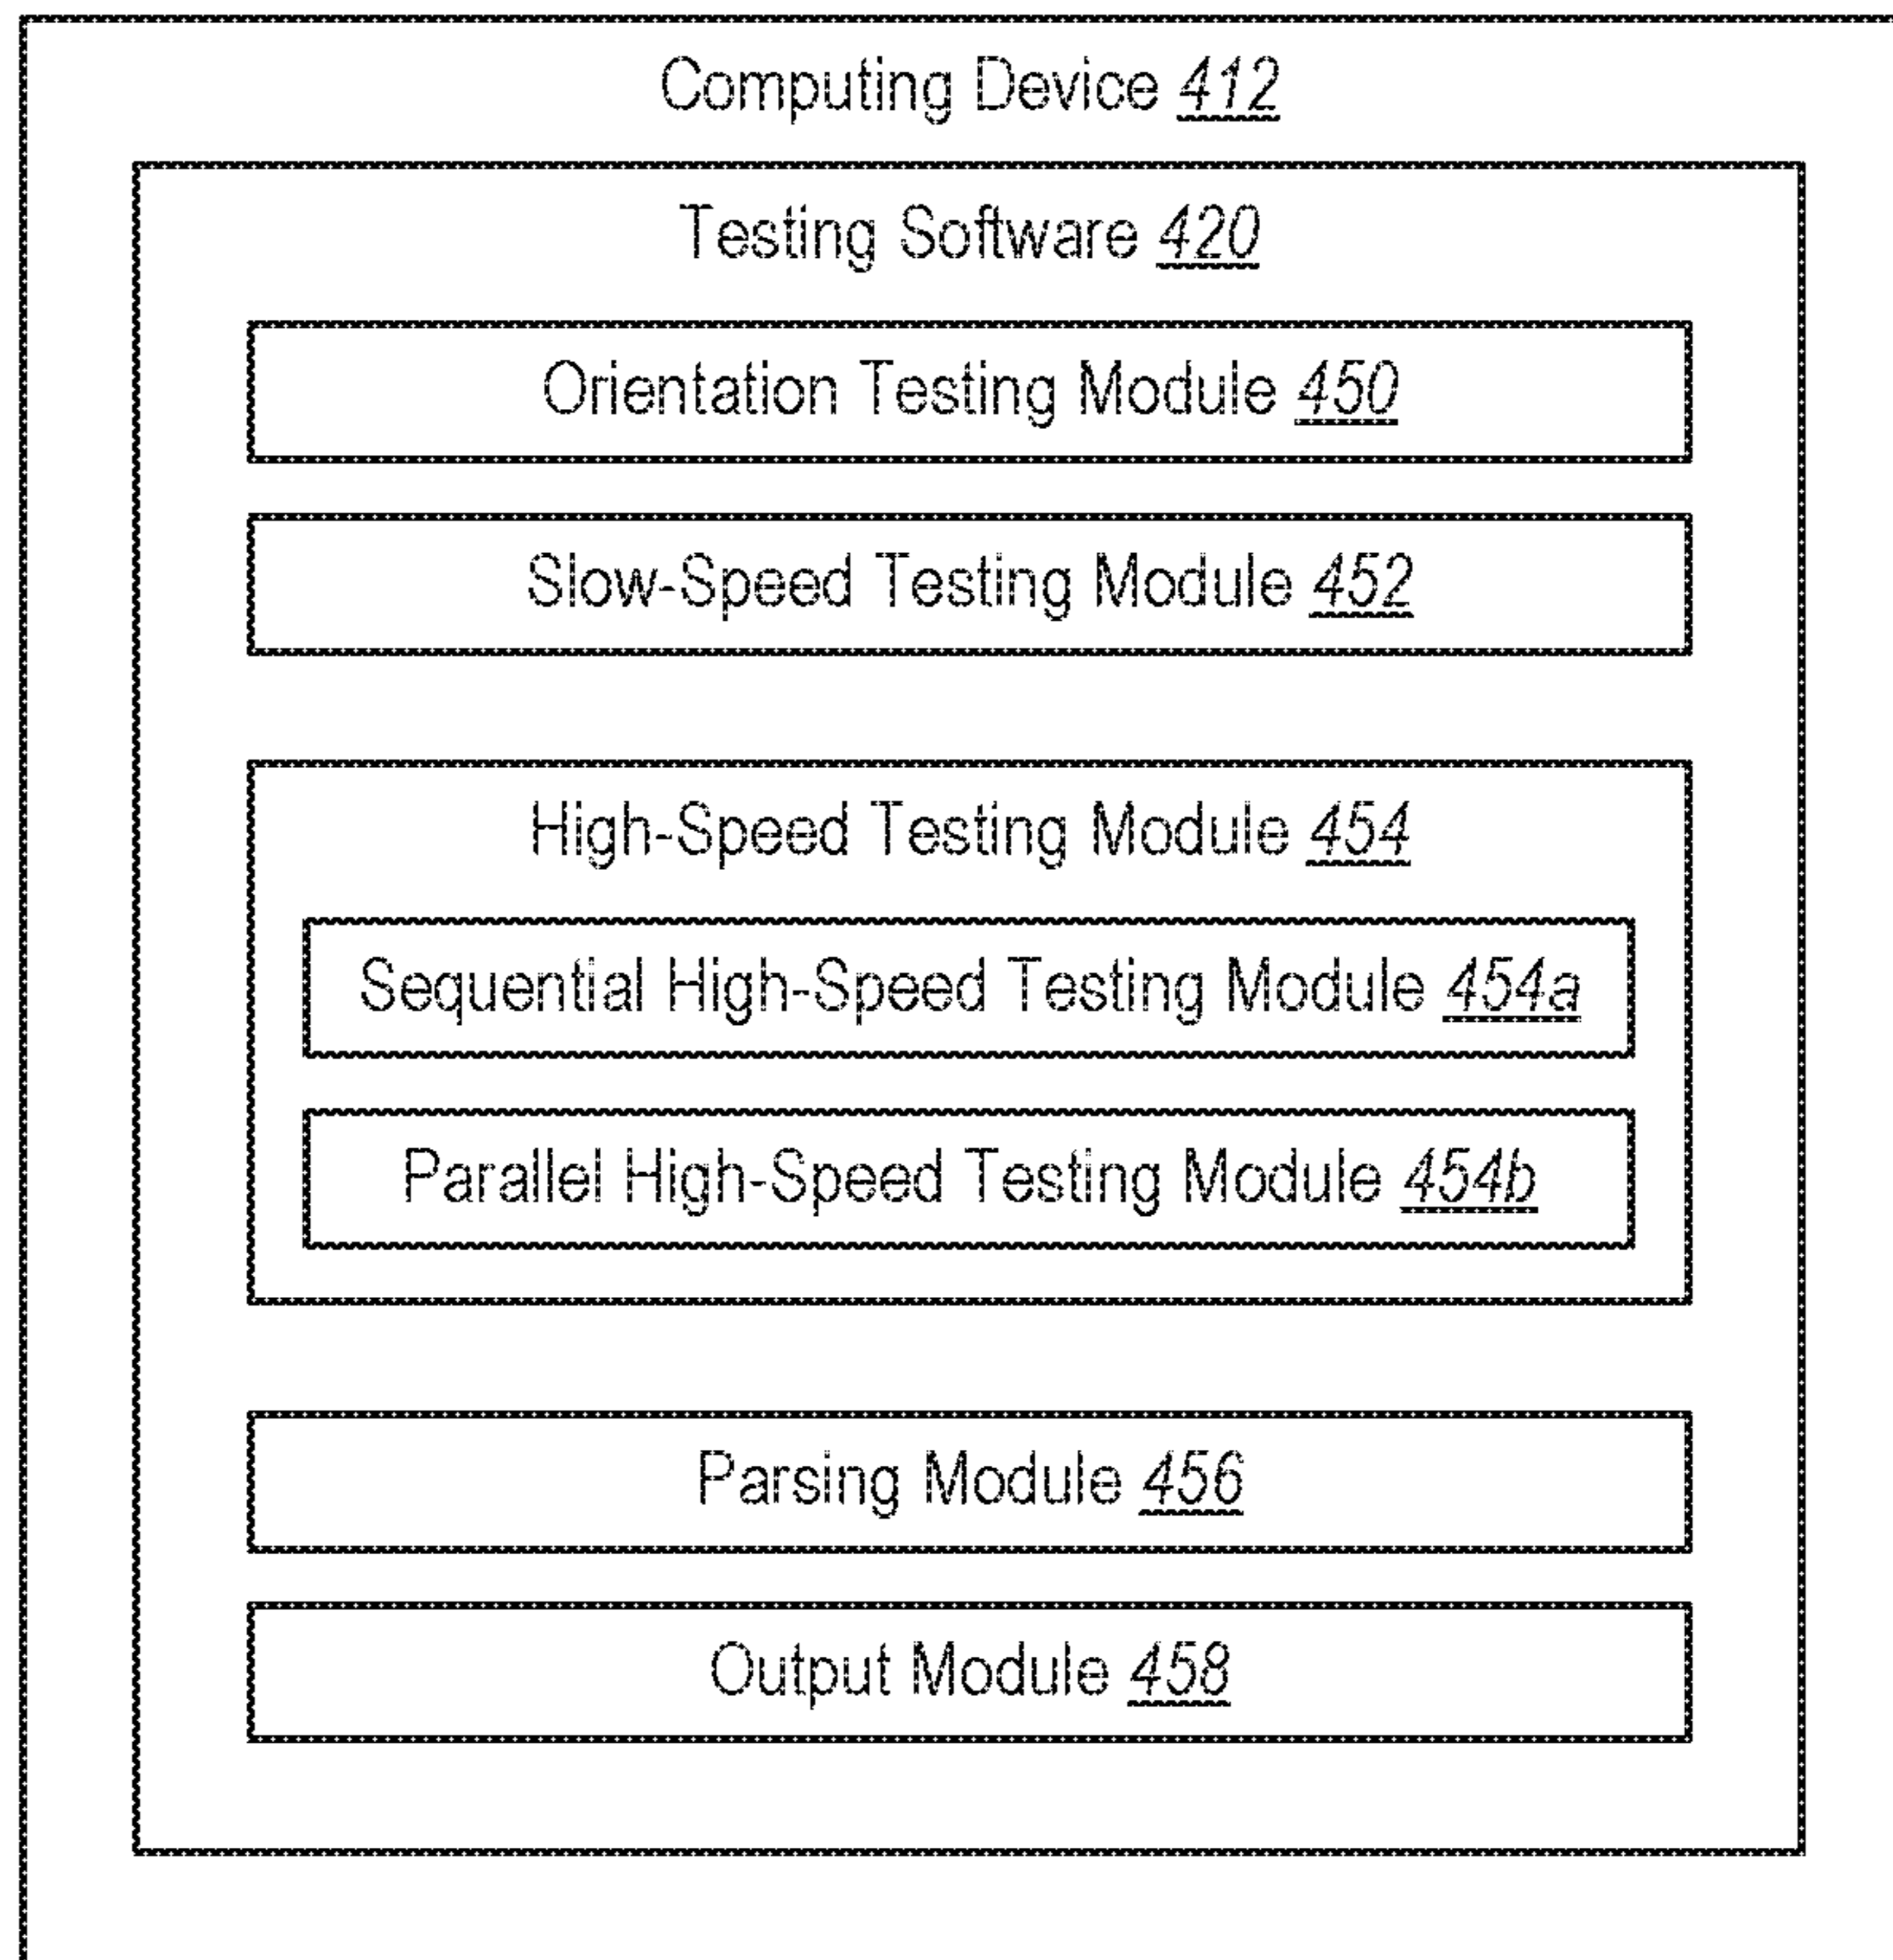 Computing Device 412
Testing Software 420
Orientation Testing Module 450
Slow-Speed Testing Module 452
High-Speed Testing Module 454
Sequential High-Speed Testing Module 454a
Parallel High-Speed Testing Module 454b
Parsing Module 456
Output Module 458